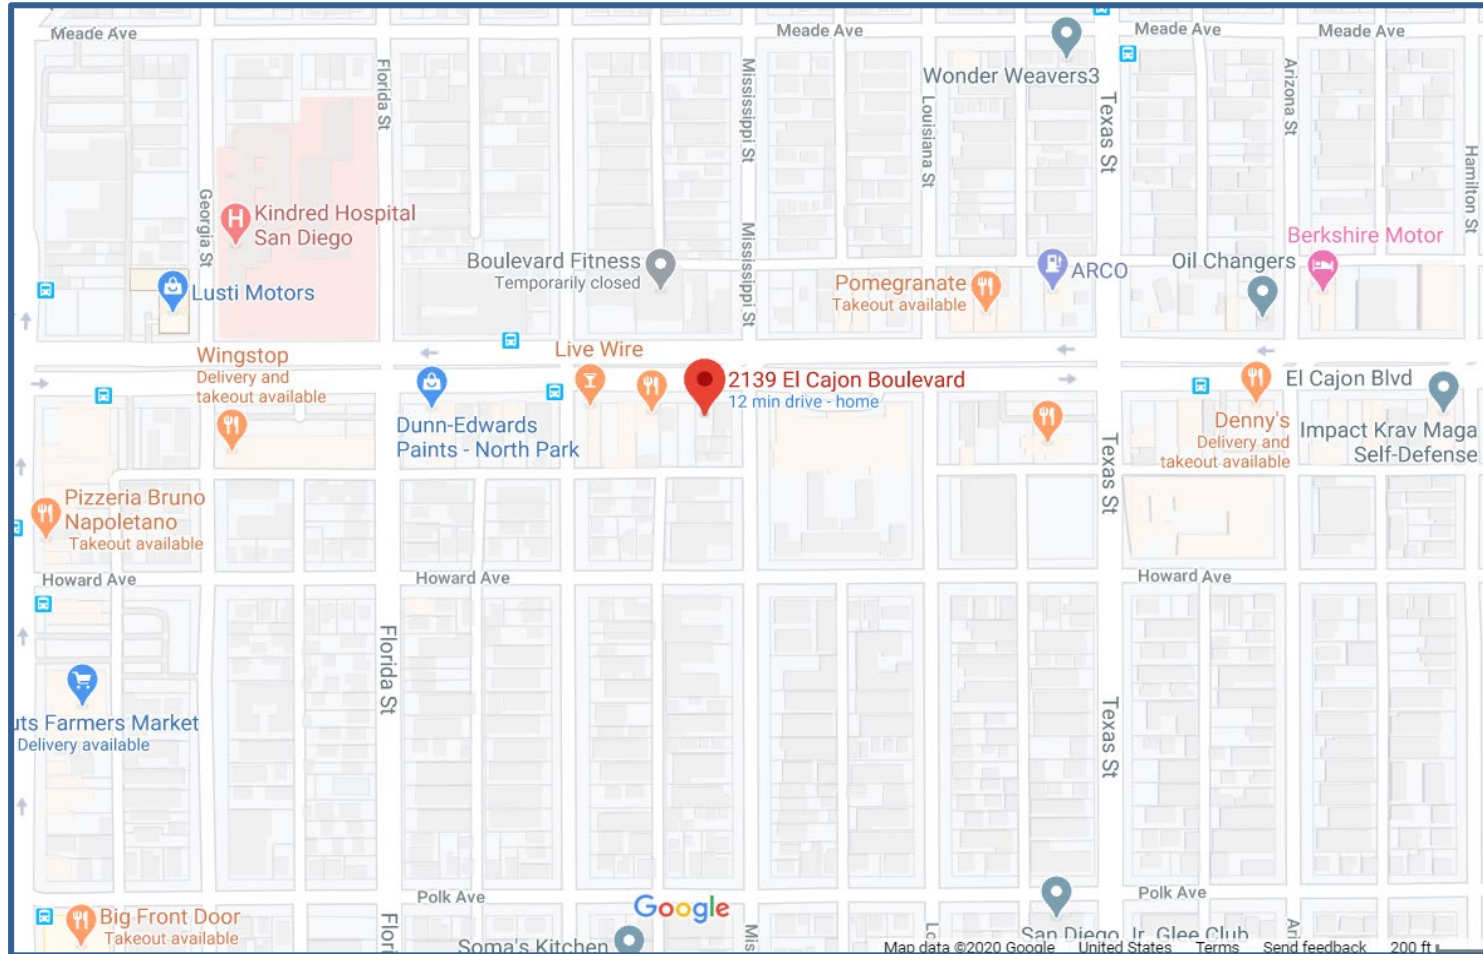 Meade Ave
Meade Ave
Meade Ave
Meade Ave
Wonder Weavers3
Florida St
Mississippi St
Louisiana St
Texas St
Arizona St
Hamilton St
Georgia St
Kindred Hospital
San Diego
Mississippi St
Berkshire Motor
Boulevard Fitness
Temporarily closed
Pomegranate
Takeout available
ARCO
Oil Changers
Lusti Motors
Wingstop
Delivery and
takeout available
Live Wire
2139 El Cajon Boulevard
12 min drive - home
El Cajon Blvd
Dunn-Edwards
Paints - North Park
Denny's
Delivery and
takeout available
Impact Krav Maga
Self-Defense
Texas St
Pizzeria Bruno
Napoletano
Takeout available
Howard Ave
Howard Ave
Howard Ave
Florida St
Texas St
uts Farmers Market
Delivery available
Polk Ave
Polk Ave
Google
Big Front Door
Takeout available
Flori
Soma's Kitchen
Mis
Lo
San Diego Jr. Glee Club
Ari
Map data ©2020 Google United States Terms Send feedback 200 ft